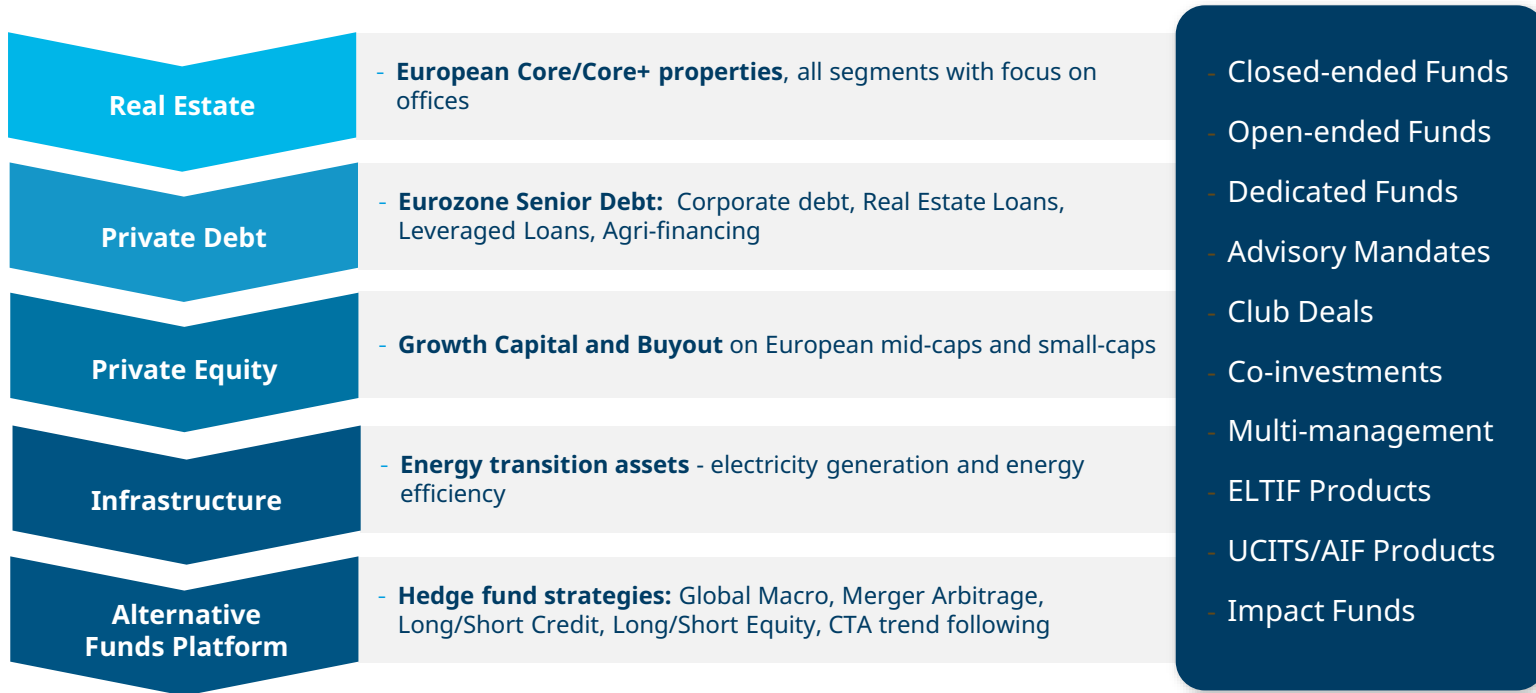 Real Estate
- European Core/Core+ properties, all segments with focus on
offices
Private Debt
- Eurozone Senior Debt: Corporate debt, Real Estate Loans,
Leveraged Loans, Agri-financing
Private Equity
- Growth Capital and Buyout on European mid-caps and small-caps
Infrastructure
- Energy transition assets - electricity generation and energy
efficiency
Alternative
Funds Platform
- Hedge fund strategies: Global Macro, Merger Arbitrage,
Long/Short Credit, Long/Short Equity, CTA trend following
- Closed-ended Funds
- Open-ended Funds
- Dedicated Funds
- Advisory Mandates
- Club Deals
- Co-investments
- Multi-management
- ELTIF Products
- UCITS/AIF Products
- Impact Funds